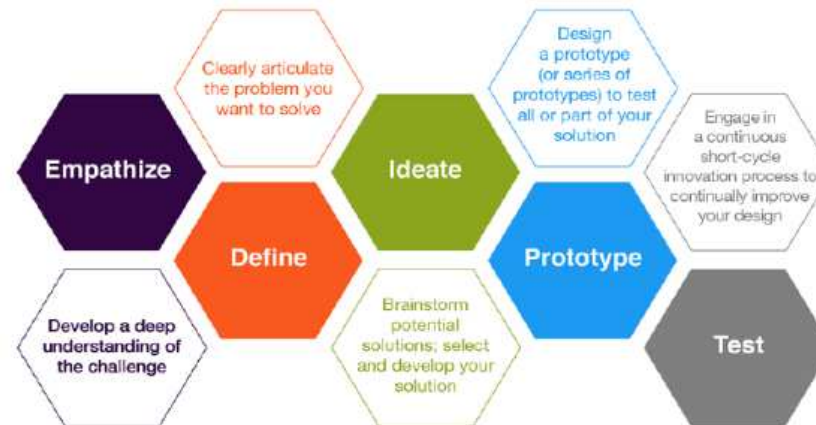 Empathize
Develop a deep
understanding of
the challenge
Clearly articulate
the problem you
want to solve
Define
Ideate
Brainstorm
potential
solutions; select
and develop your
solution
Design
a prototype
(or series of
prototypes) to test
all or part of your
solution
Prototype
Engage in
a continuous
short-cycle
innovation process to
continually improve
your design
Test